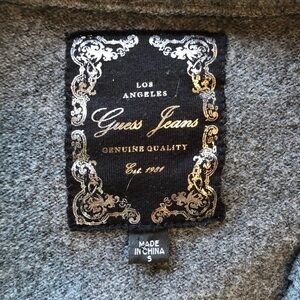 LOS
ANGELES
Guess Jeans
GENUINE QUALITY
Est. 1981
MADE
IN CHINA
S